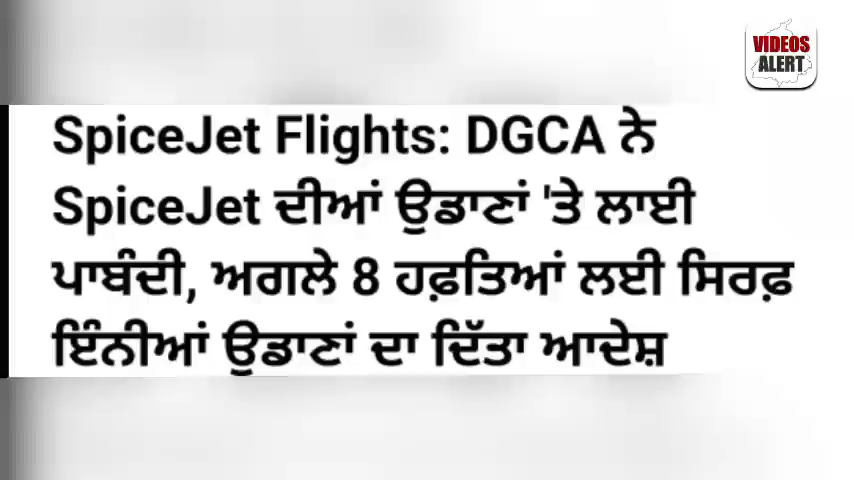 VIDEOS
ALERT
SpiceJet Flights: DGCA ਨੇ
SpiceJet ਦੀਆਂ ਉਡਾਣਾਂ 'ਤੇ ਲਾਈ
ਪਾਬੰਦੀ, ਅਗਲੇ 8 ਹਫ਼ਤਿਆਂ ਲਈ ਸਿਰਫ਼
ਇੰਨੀਆਂ ਉਡਾਣਾਂ ਦਾ ਦਿੱਤਾ ਆਦੇਸ਼